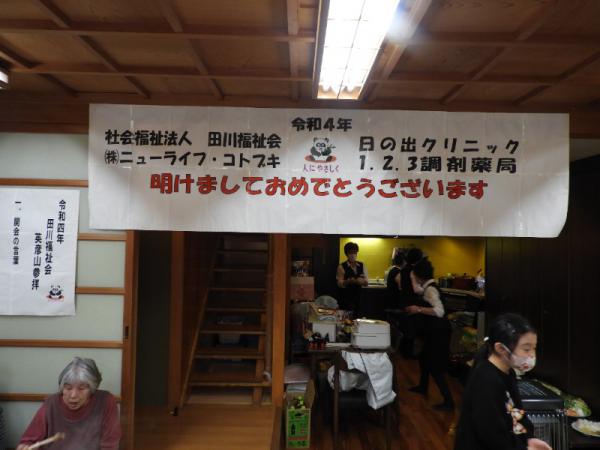 令和4年
社会福祉法人 田川福祉会
㈱ニューライフ・コトブキ
人にやさしく
日の出クリニック
1.2.3調剤薬局
明けましておめでとうございます
令和四年
田川福祉会
英彦山参拝
一、開会の言葉